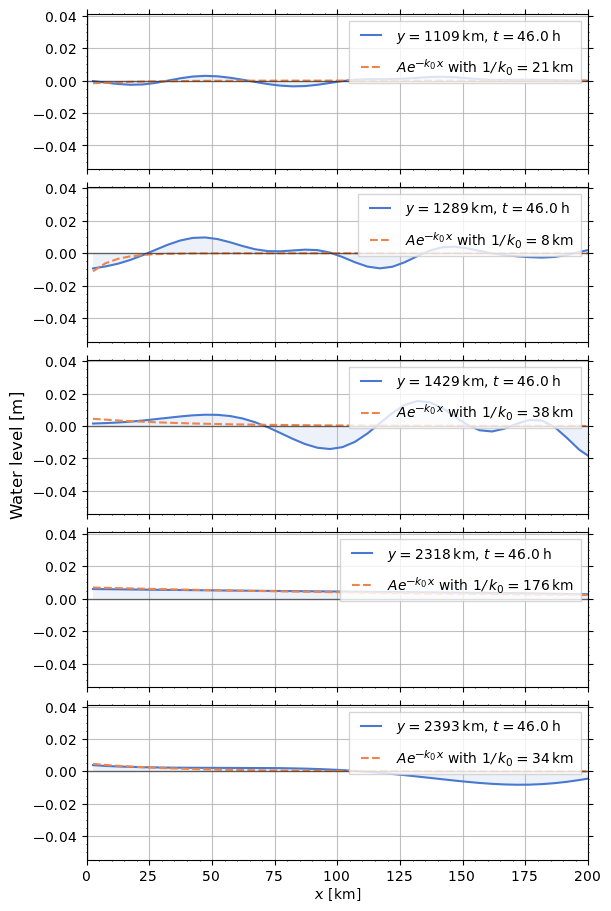 0.04
0.02
0.00
−0.02
−0.04
y = 1109 km, t = 46.0 h
Ae^{−k₀x} with 1/k₀ = 21 km
0.04
0.02
0.00
−0.02
−0.04
y = 1289 km, t = 46.0 h
Ae^{−k₀x} with 1/k₀ = 8 km
0.04
0.02
0.00
−0.02
−0.04
y = 1429 km, t = 46.0 h
Ae^{−k₀x} with 1/k₀ = 38 km
Water level [m]
0.04
0.02
0.00
−0.02
−0.04
y = 2318 km, t = 46.0 h
Ae^{−k₀x} with 1/k₀ = 176 km
0.04
0.02
0.00
−0.02
−0.04
y = 2393 km, t = 46.0 h
Ae^{−k₀x} with 1/k₀ = 34 km
0 25 50 75 100 125 150 175 200
x [km]